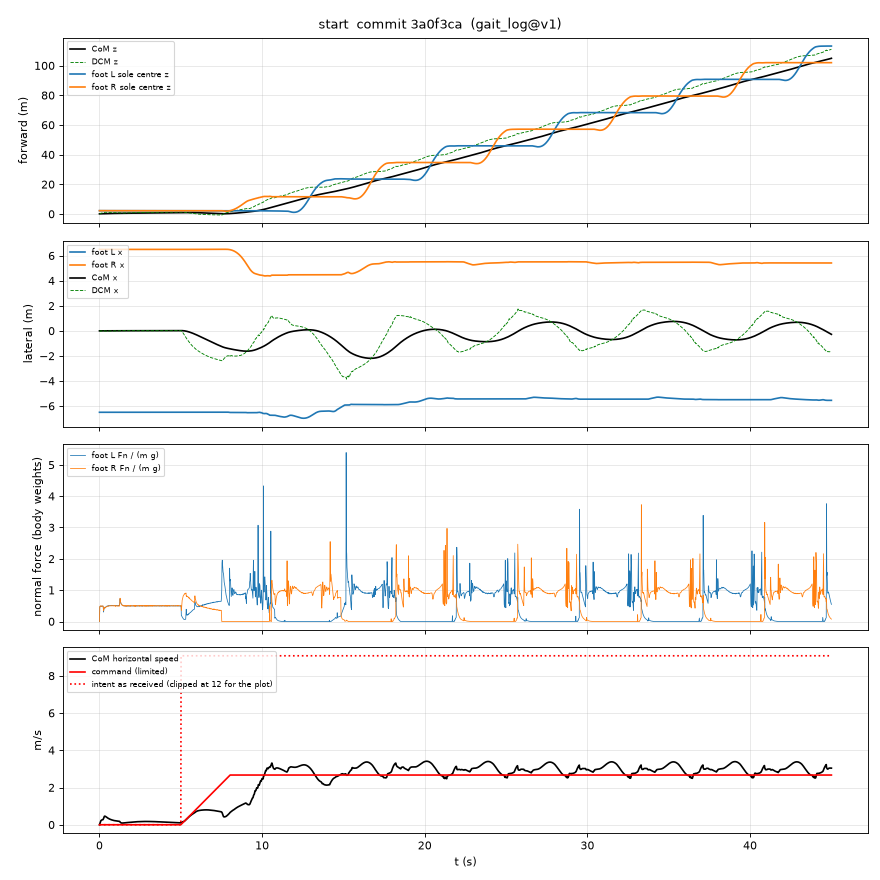 start  commit 3a0f3ca  (gait_log@v1)
forward (m)
100
80
60
40
20
0
CoM z
DCM z
foot L sole centre z
foot R sole centre z
lateral (m)
6
4
2
0
−2
−4
−6
foot L x
foot R x
CoM x
DCM x
normal force (body weights)
5
4
3
2
1
0
foot L Fn / (m g)
foot R Fn / (m g)
m/s
8
6
4
2
0
CoM horizontal speed
command (limited)
intent as received (clipped at 12 for the plot)
0
10
20
30
40
t (s)